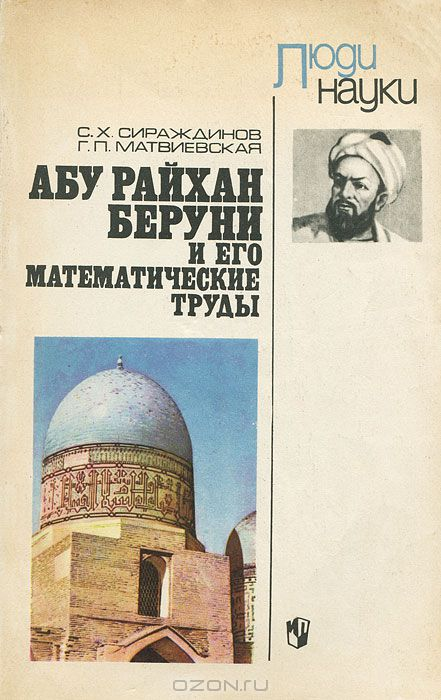 Люди
науки
С. Х. СИРАЖДИНОВ
Г. П. МАТВИЕВСКАЯ
АБУ РАЙХАН
БЕРУНИ
И ЕГО
МАТЕМАТИЧЕСКИЕ
ТРУДЫ
ozon.ru